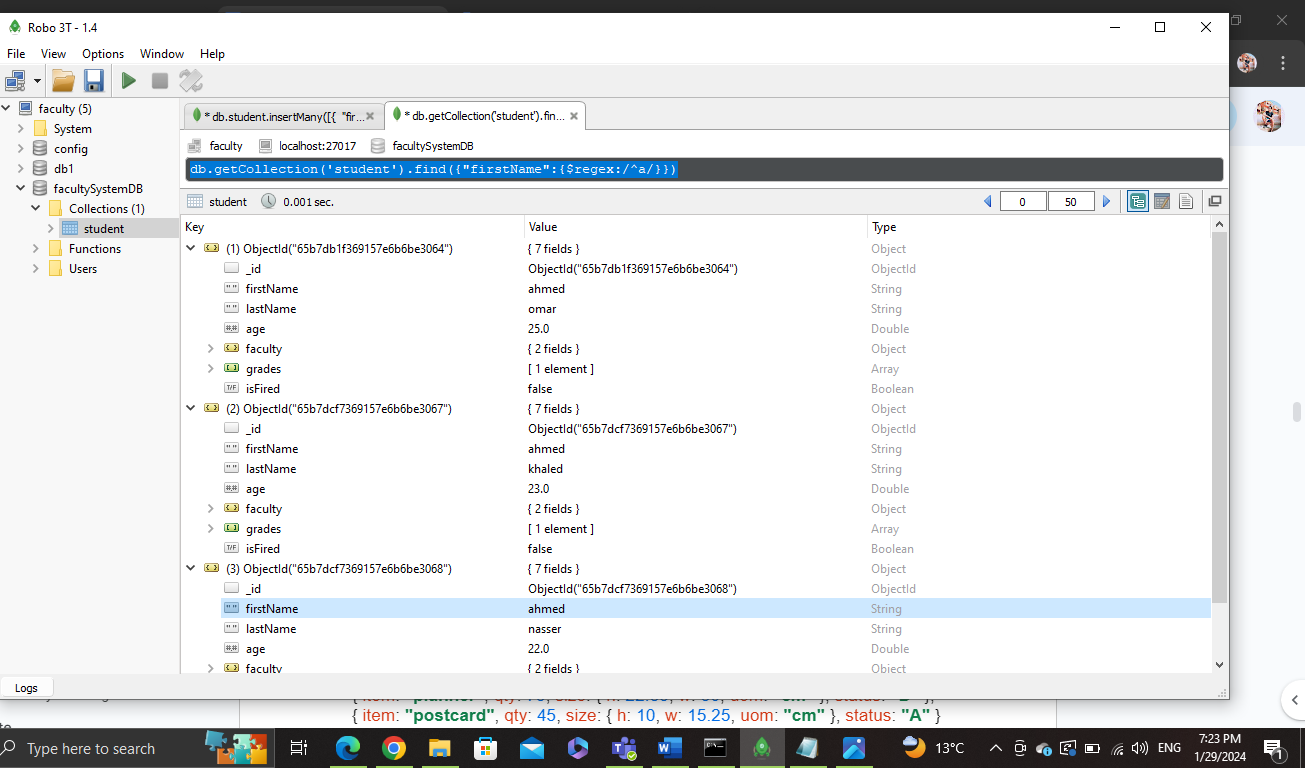 Robo 3T - 1.4
File View Options Window Help
faculty (5)
System
config
db1
facultySystemDB
Collections (1)
student
Functions
Users
* db.student.insertMany([{ "fir... * db.getCollection('student').fin...
faculty localhost:27017 facultySystemDB
db.getCollection('student').find({"firstName":{$regex:/^a/}})
student 0.001 sec. 0 50
Key Value Type
(1) ObjectId("65b7db1f369157e6b6be3064") { 7 fields } Object
_id ObjectId("65b7db1f369157e6b6be3064") ObjectId
firstName ahmed String
lastName omar String
age 25.0 Double
faculty { 2 fields } Object
grades [ 1 element ] Array
isFired false Boolean
(2) ObjectId("65b7dcf7369157e6b6be3067") { 7 fields } Object
_id ObjectId("65b7dcf7369157e6b6be3067") ObjectId
firstName ahmed String
lastName khaled String
age 23.0 Double
faculty { 2 fields } Object
grades [ 1 element ] Array
isFired false Boolean
(3) ObjectId("65b7dcf7369157e6b6be3068") { 7 fields } Object
_id ObjectId("65b7dcf7369157e6b6be3068") ObjectId
firstName ahmed String
lastName nasser String
age 22.0 Double
faculty { 2 fields } Object
Logs
{ item: "postcard", qty: 45, size: { h: 10, w: 15.25, uom: "cm" }, status: "A" }
Type here to search
13°C
ENG
7:23 PM
1/29/2024
1